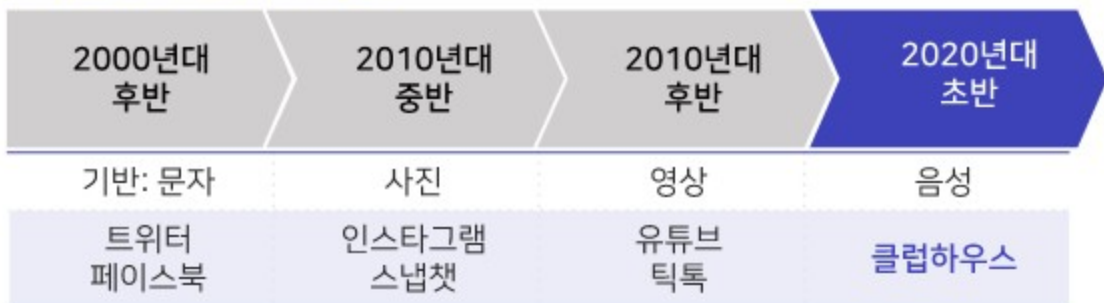 2000년대
후반
2010년대
중반
2010년대
후반
2020년대
초반
기반: 문자
사진
영상
음성
트위터
페이스북
인스타그램
스냅챗
유튜브
틱톡
클럽하우스